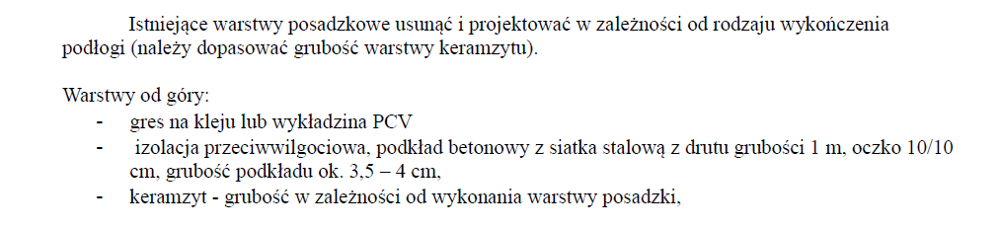 Istniejące warstwy posadzkowe usunąć i projektować w zależności od rodzaju wykończenia
podłogi (należy dopasować grubość warstwy keramzytu).
Warstwy od góry:
- gres na kleju lub wykładzina PCV
- izolacja przeciwwilgociowa, podkład betonowy z siatka stalową z drutu grubości 1 m, oczko 10/10
cm, grubość podkładu ok. 3,5 – 4 cm,
- keramzyt - grubość w zależności od wykonania warstwy posadzki,